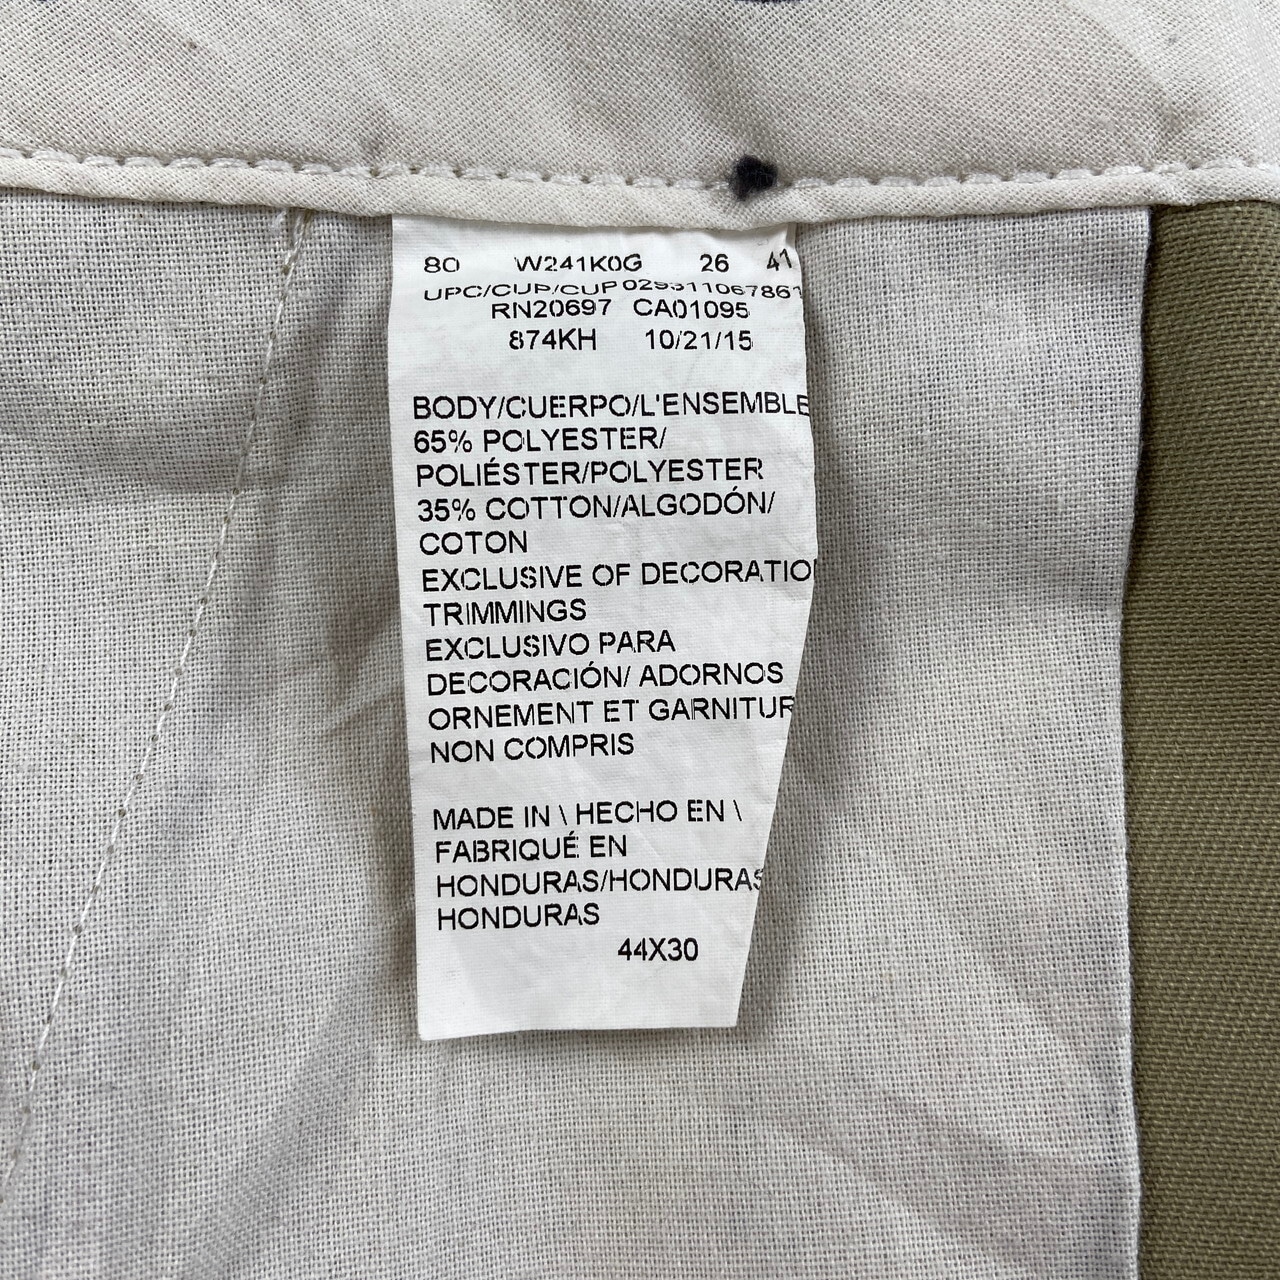 80 W241K0G 26 41
UPC/CUP/CUP 029311067861
RN20697 CA01095
874KH 10/21/15
BODY/CUERPO/L'ENSEMBLE
65% POLYESTER/
POLIÉSTER/POLYESTER
35% COTTON/ALGODÓN/
COTON
EXCLUSIVE OF DECORATIO
TRIMMINGS
EXCLUSIVO PARA
DECORACIÓN/ ADORNOS
ORNEMENT ET GARNITUR
NON COMPRIS
MADE IN \ HECHO EN \
FABRIQUÉ EN
HONDURAS/HONDURAS
HONDURAS
44X30